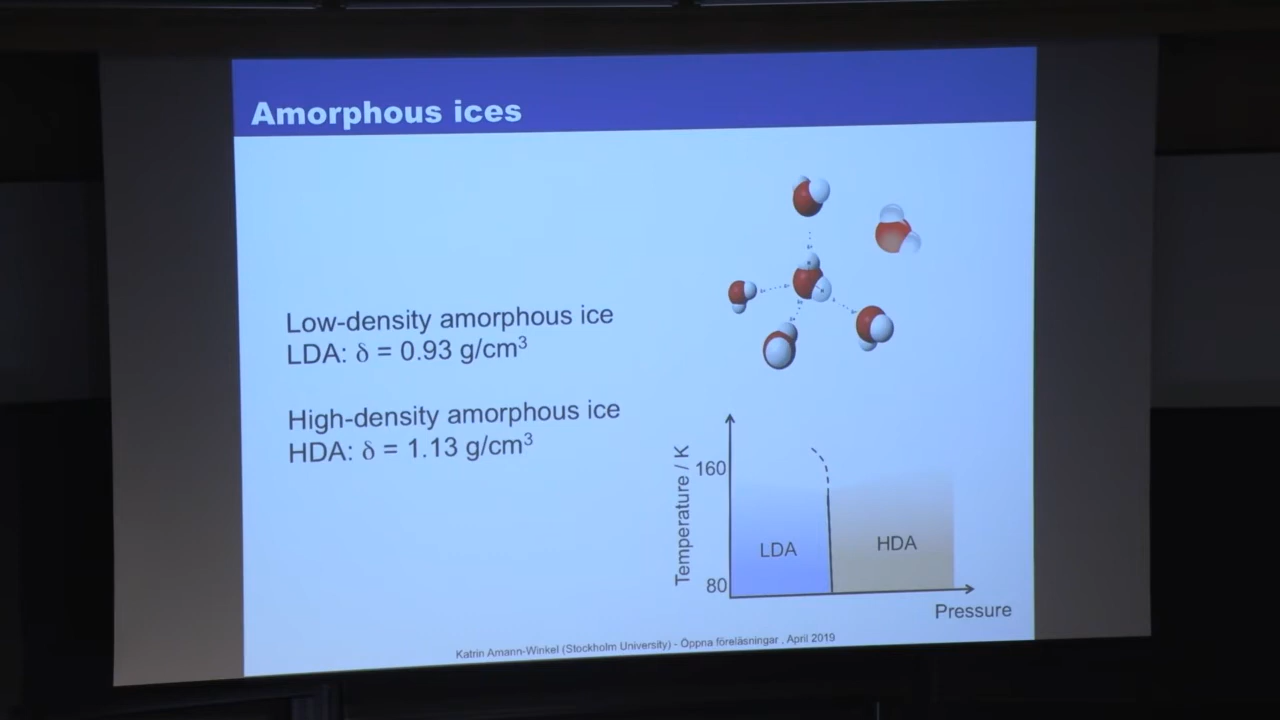 Amorphous ices
Low-density amorphous ice
LDA: δ = 0.93 g/cm³
High-density amorphous ice
HDA: δ = 1.13 g/cm³
Temperature / K
160
80
LDA
HDA
Pressure
Katrin Amann-Winkel (Stockholm University) - Öppna föreläsningar , April 2019